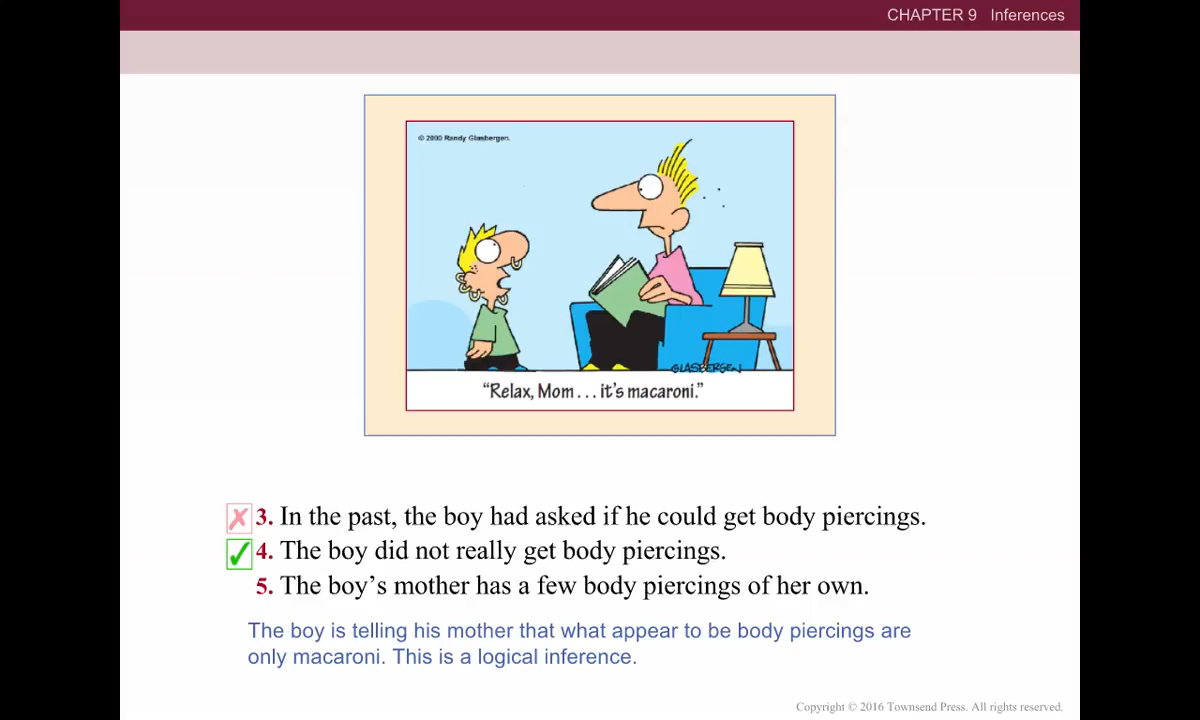 CHAPTER 9 Inferences
© 2000 Randy Glasbergen.
GLASBERGEN
“Relax, Mom . . . it’s macaroni.”
✗ 3. In the past, the boy had asked if he could get body piercings.
✓ 4. The boy did not really get body piercings.
5. The boy’s mother has a few body piercings of her own.
The boy is telling his mother that what appear to be body piercings are
only macaroni. This is a logical inference.
Copyright © 2016 Townsend Press. All rights reserved.